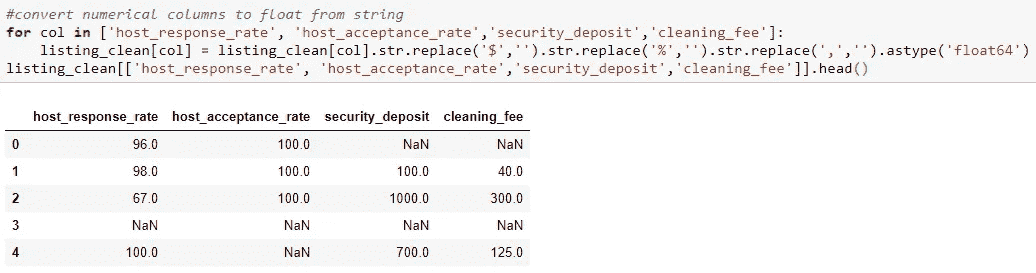 #convert numerical columns to float from string
for col in ['host_response_rate', 'host_acceptance_rate','security_deposit','cleaning_fee']:
    listing_clean[col] = listing_clean[col].str.replace('$','').str.replace('%','').str.replace(',','').astype('float64')
listing_clean[['host_response_rate', 'host_acceptance_rate','security_deposit','cleaning_fee']].head()
host_response_rate host_acceptance_rate security_deposit cleaning_fee
0 96.0 100.0 NaN NaN
1 98.0 100.0 100.0 40.0
2 67.0 100.0 1000.0 300.0
3 NaN NaN NaN NaN
4 100.0 NaN 700.0 125.0